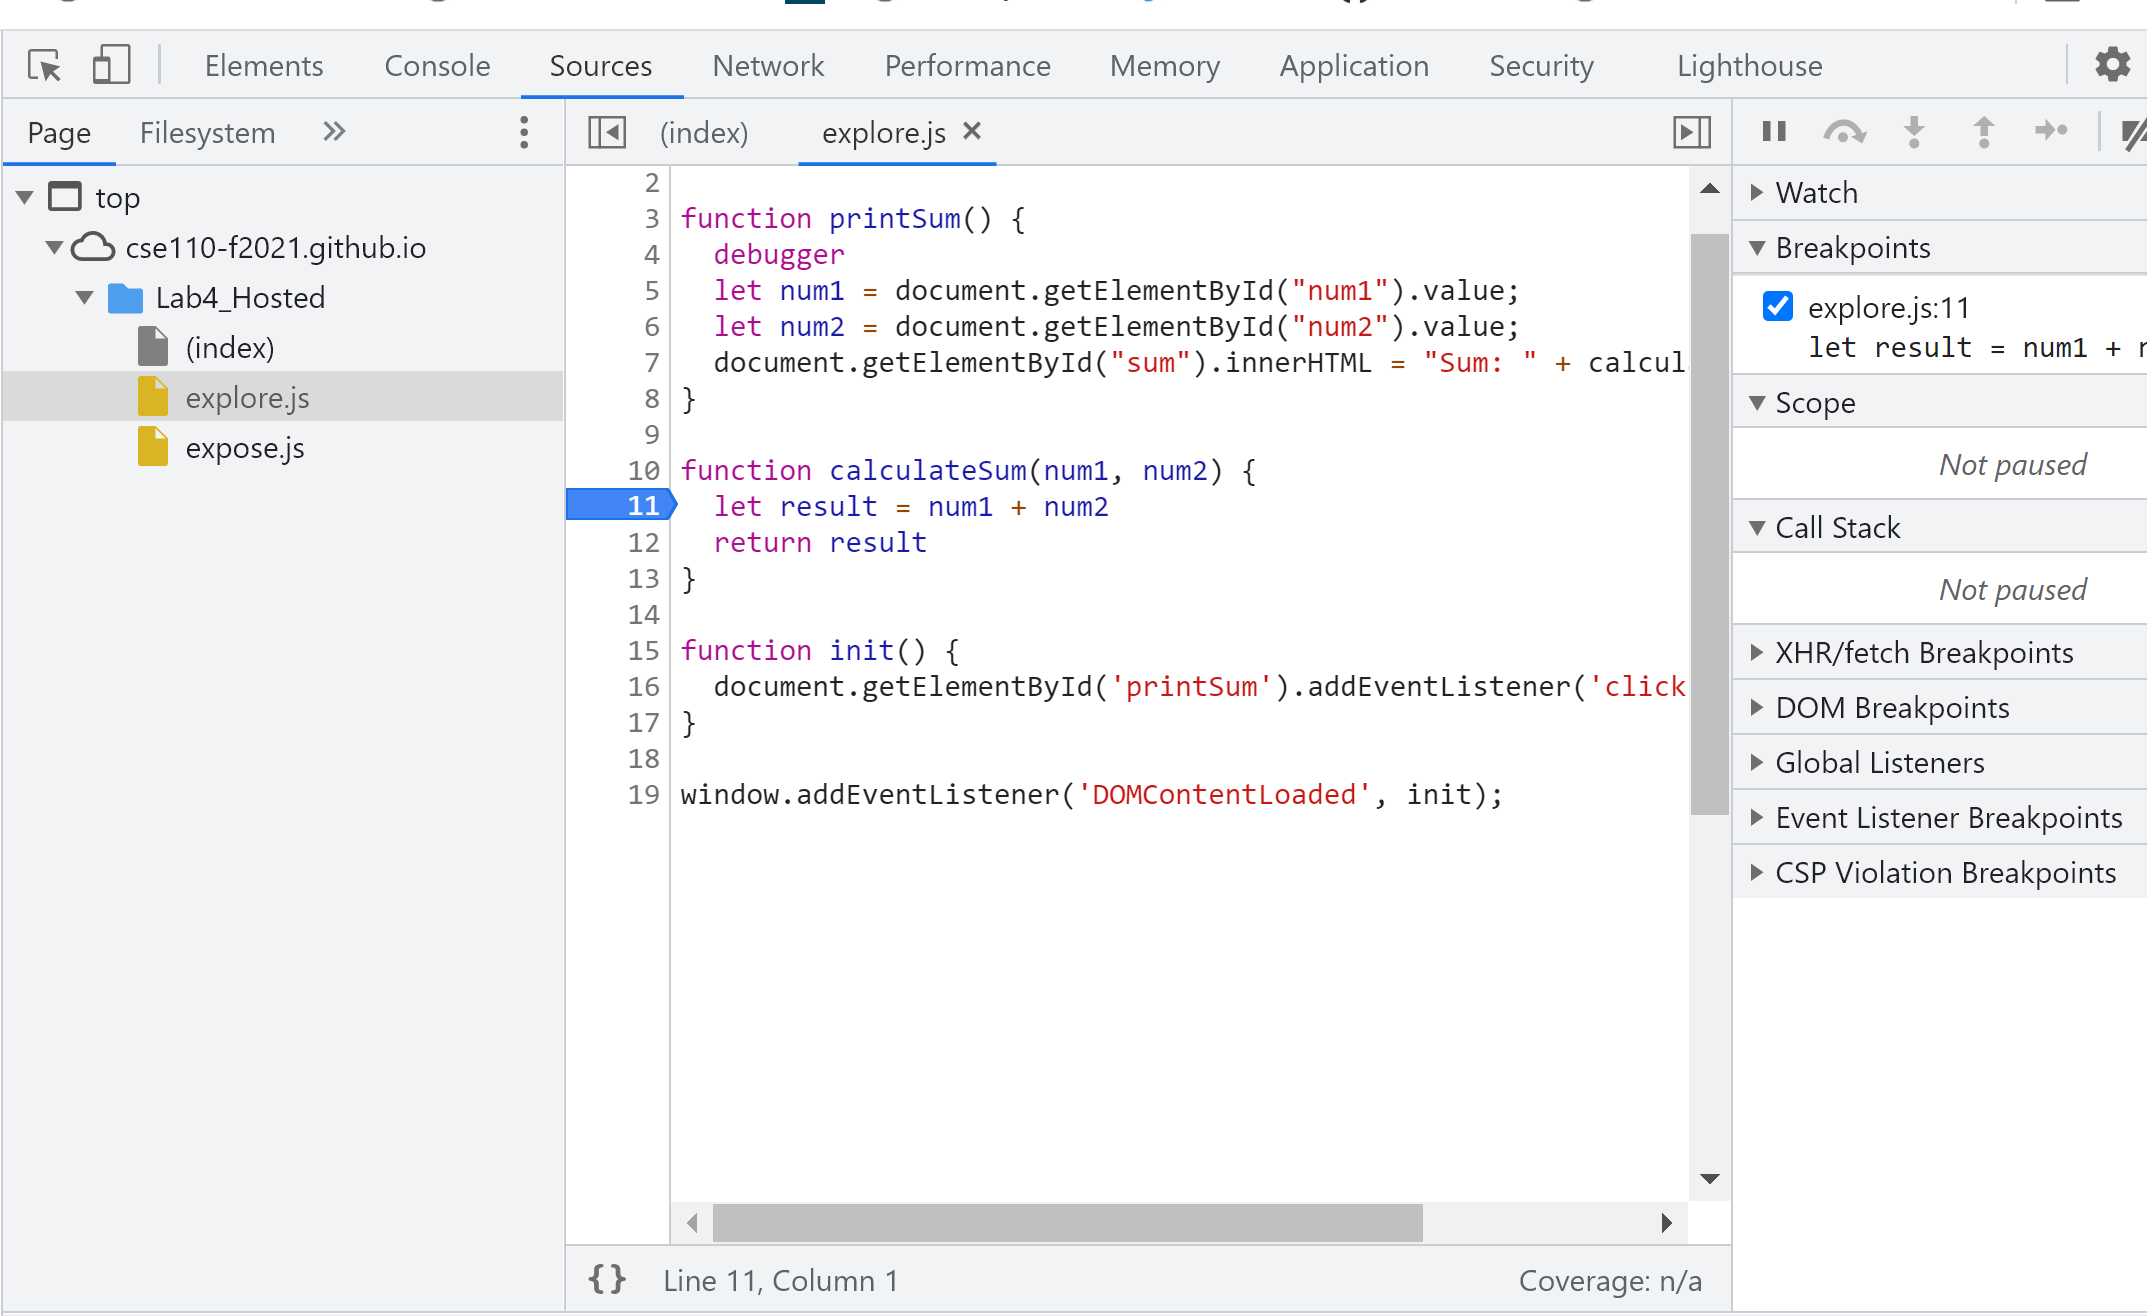 Elements Console Sources Network Performance Memory Application Security Lighthouse
Page Filesystem
top
cse110-f2021.github.io
Lab4_Hosted
(index)
explore.js
expose.js
(index) explore.js
2
3 function printSum() {
4 debugger
5 let num1 = document.getElementById("num1").value;
6 let num2 = document.getElementById("num2").value;
7 document.getElementById("sum").innerHTML = "Sum: " + calcul
8 }
9
10 function calculateSum(num1, num2) {
11 let result = num1 + num2
12 return result
13 }
14
15 function init() {
16 document.getElementById('printSum').addEventListener('click
17 }
18
19 window.addEventListener('DOMContentLoaded', init);
{} Line 11, Column 1 Coverage: n/a
Watch
Breakpoints
explore.js:11
let result = num1 +
Scope
Not paused
Call Stack
Not paused
XHR/fetch Breakpoints
DOM Breakpoints
Global Listeners
Event Listener Breakpoints
CSP Violation Breakpoints